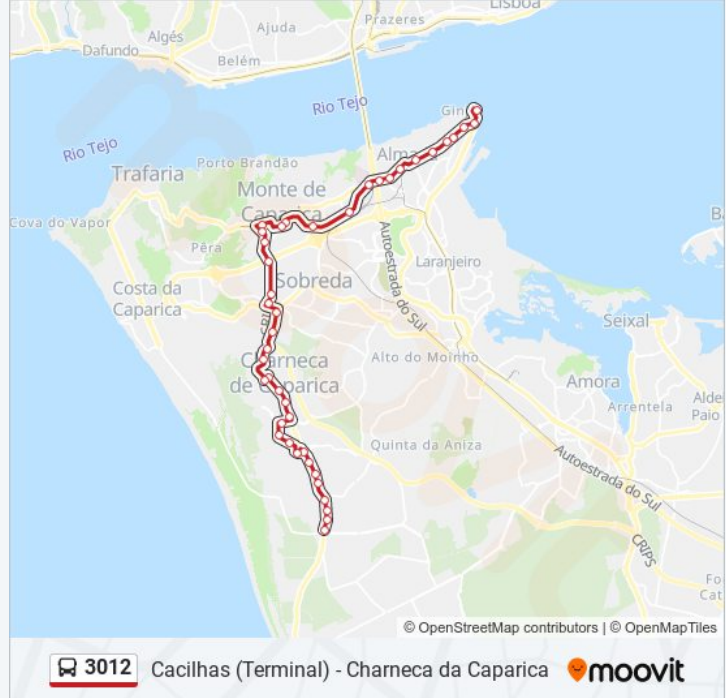 Lisboa
Ajuda
Prazeres
Algés
Dafundo
Belém
Rio Tejo
Gin
Rio Tejo
Almada
Porto Brandão
Trafaria
Monte de
Caparica
Cova do Vapor
Pêra
Laranjeiro
Autoestrada do Sul
Sobreda
Costa da
Caparica
Seixal
Charneca
de Caparica
Alto do Moinho
Amora
Arrentela
Quinta da Aniza
Autoestrada do Sul
CRIPS
© OpenStreetMap contributors | © OpenMapTiles
3012 Cacilhas (Terminal) - Charneca da Caparica moovit